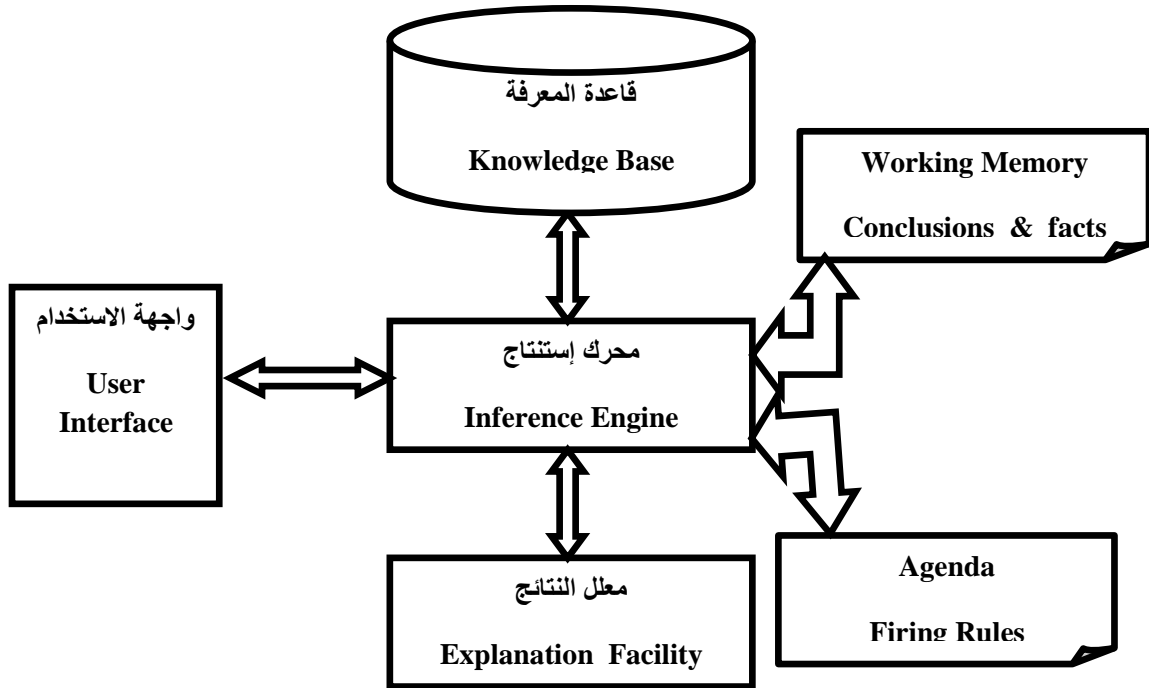 قاعدة المعرفة
Knowledge Base
Working Memory
Conclusions & facts
واجهة الاستخدام
User
Interface
محرك إستنتاج
Inference Engine
معلل النتائج
Explanation Facility
Agenda
Firing Rules